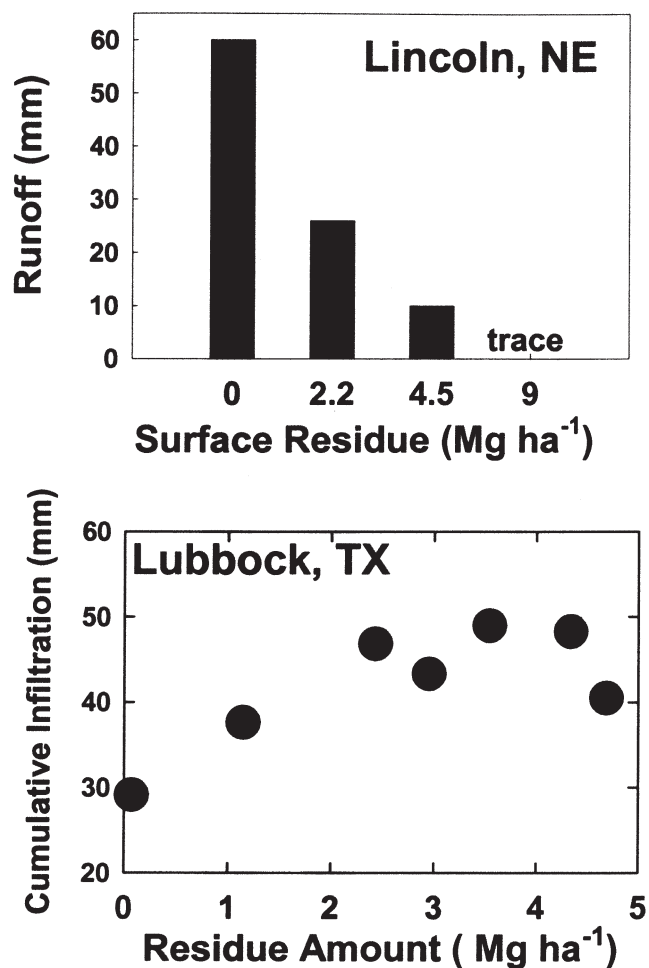 Lincoln, NE
Runoff (mm)
60
50
40
30
20
10
0
trace
0 2.2 4.5 9
Surface Residue (Mg ha⁻¹)
Lubbock, TX
Cumulative Infiltration (mm)
60
50
40
30
20
0 1 2 3 4 5
Residue Amount ( Mg ha⁻¹)